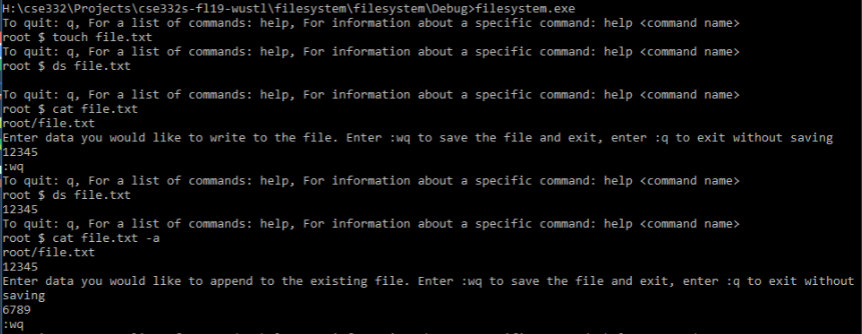 H:\cse332\Projects\cse332s-fl19-wustl\filesystem\filesystem\Debug>filesystem.exe
To quit: q, For a list of commands: help, For information about a specific command: help <command name>
root $ touch file.txt
To quit: q, For a list of commands: help, For information about a specific command: help <command name>
root $ ds file.txt
To quit: q, For a list of commands: help, For information about a specific command: help <command name>
root $ cat file.txt
root/file.txt
Enter data you would like to write to the file. Enter :wq to save the file and exit, enter :q to exit without saving
12345
:wq
To quit: q, For a list of commands: help, For information about a specific command: help <command name>
root $ ds file.txt
12345
To quit: q, For a list of commands: help, For information about a specific command: help <command name>
root $ cat file.txt -a
root/file.txt
12345
Enter data you would like to append to the existing file. Enter :wq to save the file and exit, enter :q to exit without
saving
6789
:wq